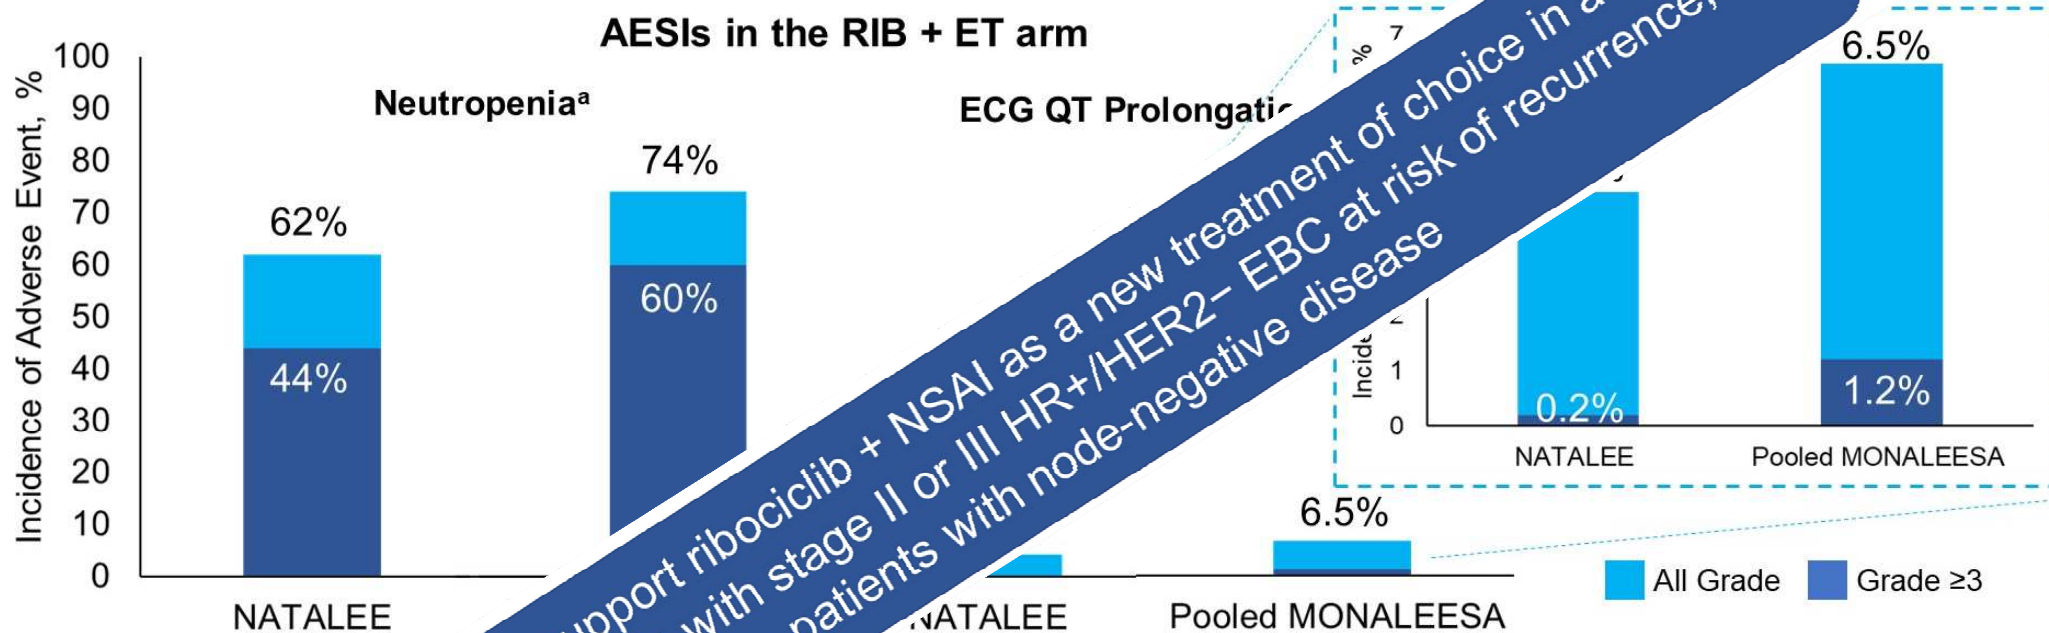 AESIs in the RIB + ET arm
Incidence of Adverse Event, %
100
90
80
70
60
50
40
30
20
10
0
Neutropeniaᵃ
62%
44%
NATALEE
74%
60%
ECG QT
NATALEE
6.5%
Pooled MONALEESA
%
7
2
1
0
0.2%
NATALEE
6.5%
1.2%
Pooled MONALEESA
ribociclib + NSAI as a new treatment of choice in a
with stage II or III HR+/HER2– EBC at risk of recurrence,
patients with node-negative disease
All Grade
Grade ≥3